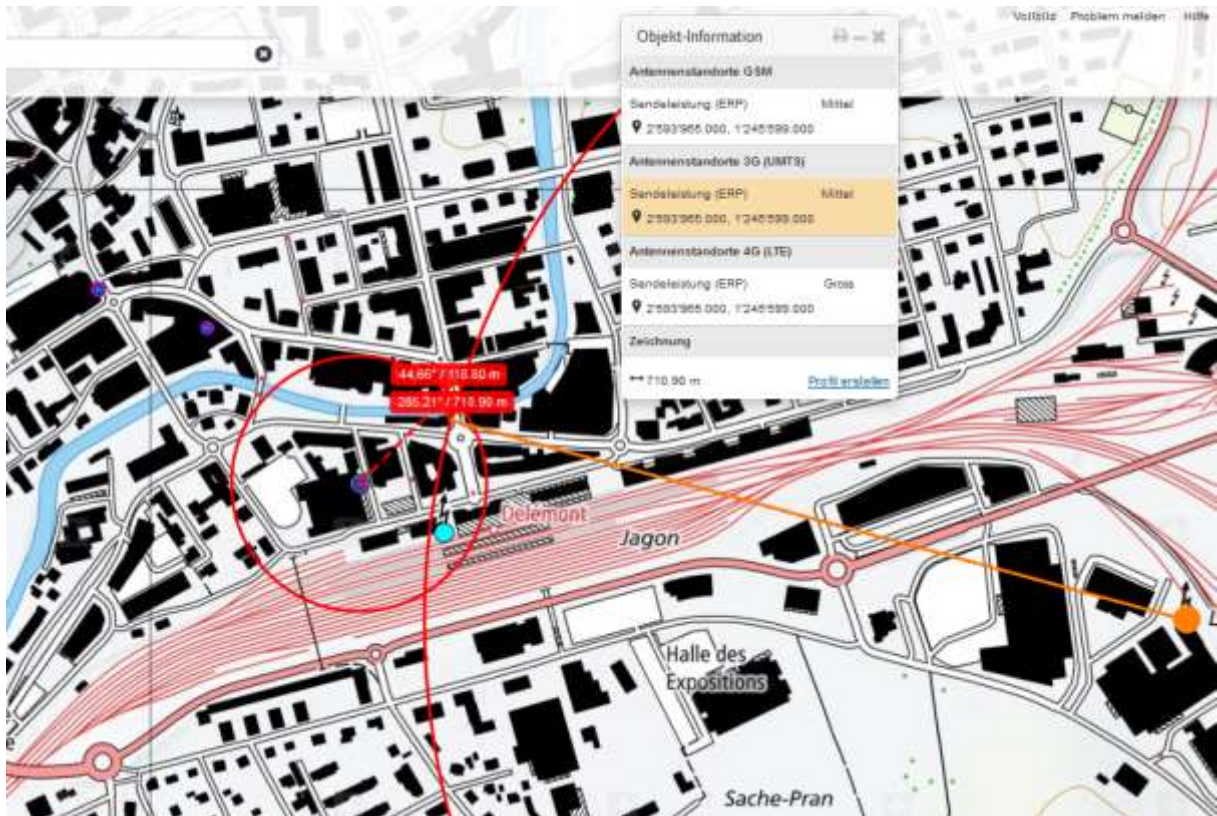 Vollbild Problem melden Hilfe
Objekt-Information
Antennenstandorte GSM
Sendeleistung (ERP) Mittel
2'593'965.000, 1'245'599.000
Antennenstandorte 3G (UMTS)
Sendeleistung (ERP) Mittel
2'593'965.000, 1'245'599.000
Antennenstandorte 4G (LTE)
Sendeleistung (ERP) Gross
2'593'965.000, 1'245'599.000
Zeichnung
710.90 m Profil erstellen
44.66° / 118.80 m
285.21° / 710.90 m
Delémont
Jagon
Halle des
Expositions
Sache-Pran